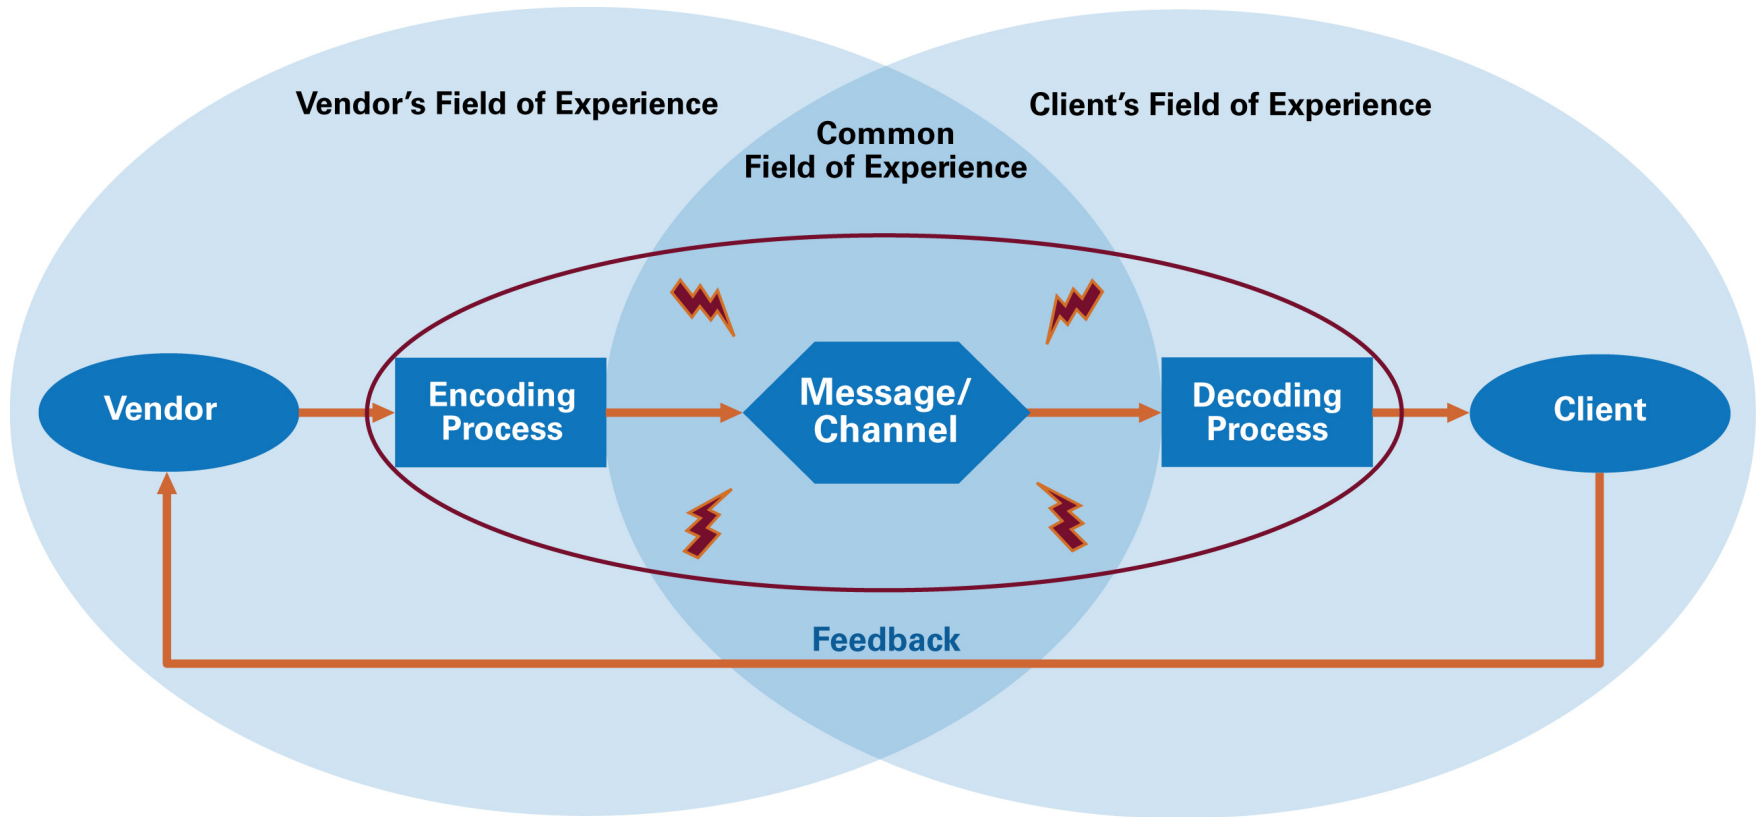 Vendor's Field of Experience
Client's Field of Experience
Common
Field of Experience
Vendor
Encoding
Process
Message/
Channel
Decoding
Process
Client
Feedback